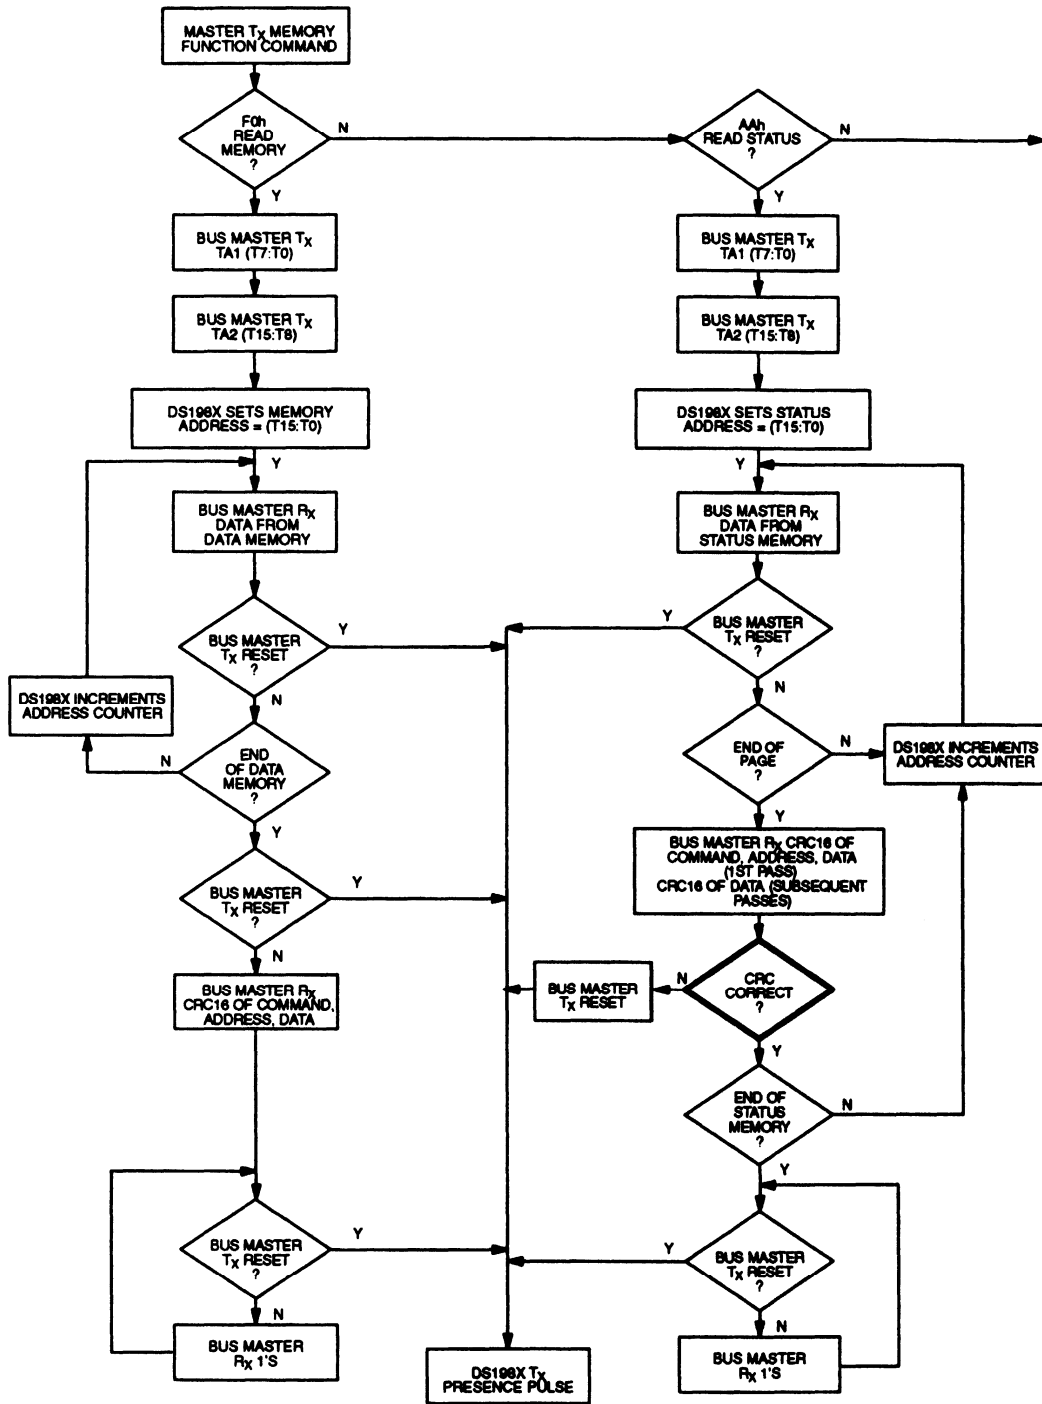 MASTER TX MEMORY
FUNCTION COMMAND
F0h
READ
MEMORY
?
N
Y
BUS MASTER TX
TA1 (T7:T0)
BUS MASTER TX
TA2 (T15:T8)
DS198X SETS MEMORY
ADDRESS = (T15:T0)
Y
BUS MASTER RX
DATA FROM
DATA MEMORY
BUS MASTER
TX RESET
?
Y
N
DS198X INCREMENTS
ADDRESS COUNTER
END
OF DATA
MEMORY
?
N
Y
BUS MASTER
TX RESET
?
Y
N
BUS MASTER RX
CRC16 OF COMMAND,
ADDRESS, DATA
BUS MASTER
TX RESET
?
Y
N
BUS MASTER
RX 1'S
AAh
READ STATUS
?
N
Y
BUS MASTER TX
TA1 (T7:T0)
BUS MASTER TX
TA2 (T15:T8)
DS198X SETS STATUS
ADDRESS = (T15:T0)
Y
BUS MASTER RX
DATA FROM
STATUS MEMORY
BUS MASTER
TX RESET
?
Y
N
END OF
PAGE
?
N
Y
DS198X INCREMENTS
ADDRESS COUNTER
BUS MASTER RX CRC16 OF
COMMAND, ADDRESS, DATA
(1ST PASS)
CRC16 OF DATA (SUBSEQUENT
PASSES)
CRC
CORRECT
?
N
Y
BUS MASTER
TX RESET
END OF
STATUS
MEMORY
?
N
Y
BUS MASTER
TX RESET
?
Y
N
BUS MASTER
RX 1'S
DS198X TX
PRESENCE PULSE